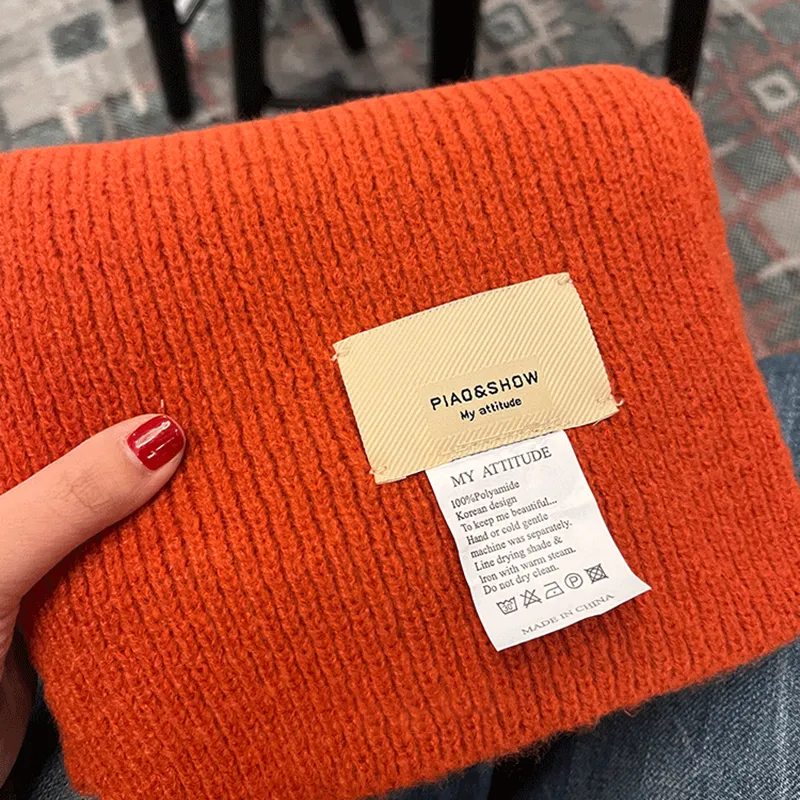 PIAO&SHOW
My attitude
MY ATTITUDE
100%Polyamide
Korean design
To keep me beautiful...
Hand or cold gentle
machine was separately.
Line drying shade &
Iron with warm steam.
Do not dry clean.
30
P
MADE IN CHINA